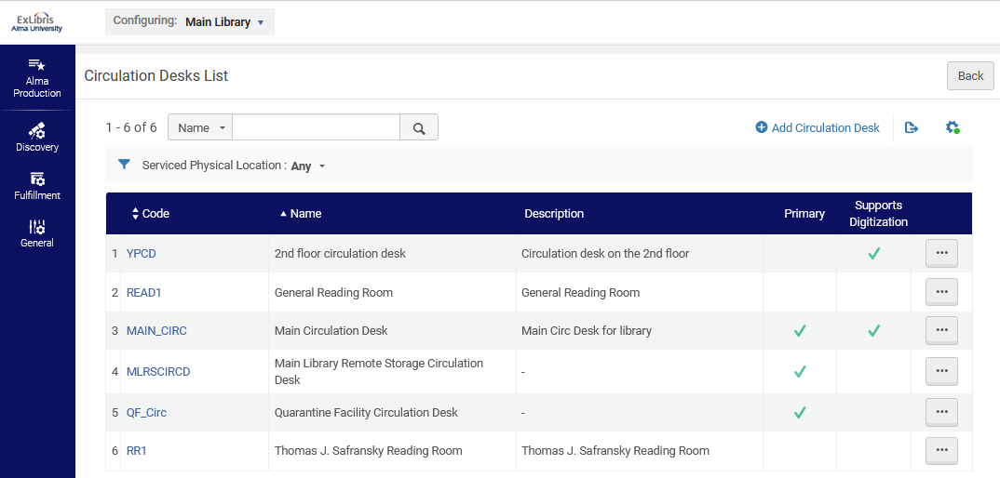 ExLibris
Alma University
Configuring: Main Library
Alma
Production
Discovery
Fulfillment
General
Circulation Desks List
Back
1 - 6 of 6
Name
Add Circulation Desk
Serviced Physical Location : Any
Code Name Description Primary Supports
Digitization
1 YPCD 2nd floor circulation desk Circulation desk on the 2nd floor
2 READ1 General Reading Room General Reading Room
3 MAIN_CIRC Main Circulation Desk Main Circ Desk for library
4 MLRSCIRCD Main Library Remote Storage Circulation
Desk -
5 QF_Circ Quarantine Facility Circulation Desk -
6 RR1 Thomas J. Safransky Reading Room Thomas J. Safransky Reading Room